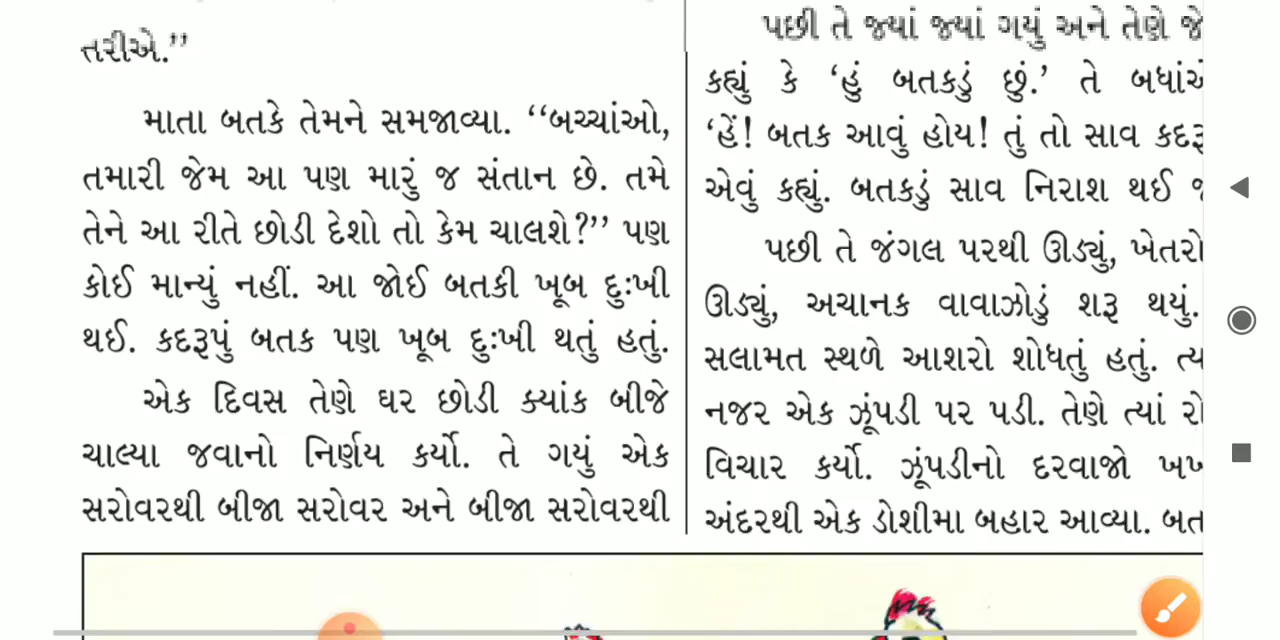 તરીએ.’’
માતા બતકે તેમને સમજાવ્યા. ‘‘બચ્ચાંઓ,
તમારી જેમ આ પણ મારું જ સંતાન છે. તમે
તેને આ રીતે છોડી દેશો તો કેમ ચાલશે?’’ પણ
કોઈ માન્યું નહીં. આ જોઈ બતકી ખૂબ દુઃખી
થઈ. કદરૂપું બતક પણ ખૂબ દુઃખી થતું હતું.
એક દિવસ તેણે ઘર છોડી ક્યાંક બીજે
ચાલ્યા જવાનો નિર્ણય કર્યો. તે ગયું એક
સરોવરથી બીજા સરોવર અને બીજા સરોવરથી
પછી તે જ્યાં જ્યાં ગયું અને તેણે જે
કહ્યું કે ‘હું બતકડું છું.’ તે
‘હેં! બતક આવું હોય! તું તો સાવ
એવું કહ્યું. બતકડું સાવ નિરાશ થઈ
પછી તે જંગલ પરથી ઊડ્યું, ખેતરો
ઊડ્યું, અચાનક વાવાઝોડું શરૂ થયું.
સલામત સ્થળે આશરો શોધતું હતું.
નજર એક ઝૂંપડી પર પડી. તેણે ત્યાં
વિચાર કર્યો. ઝૂંપડીનો દરવાજો
અંદરથી એક ડોશીમા બહાર આવ્યા.